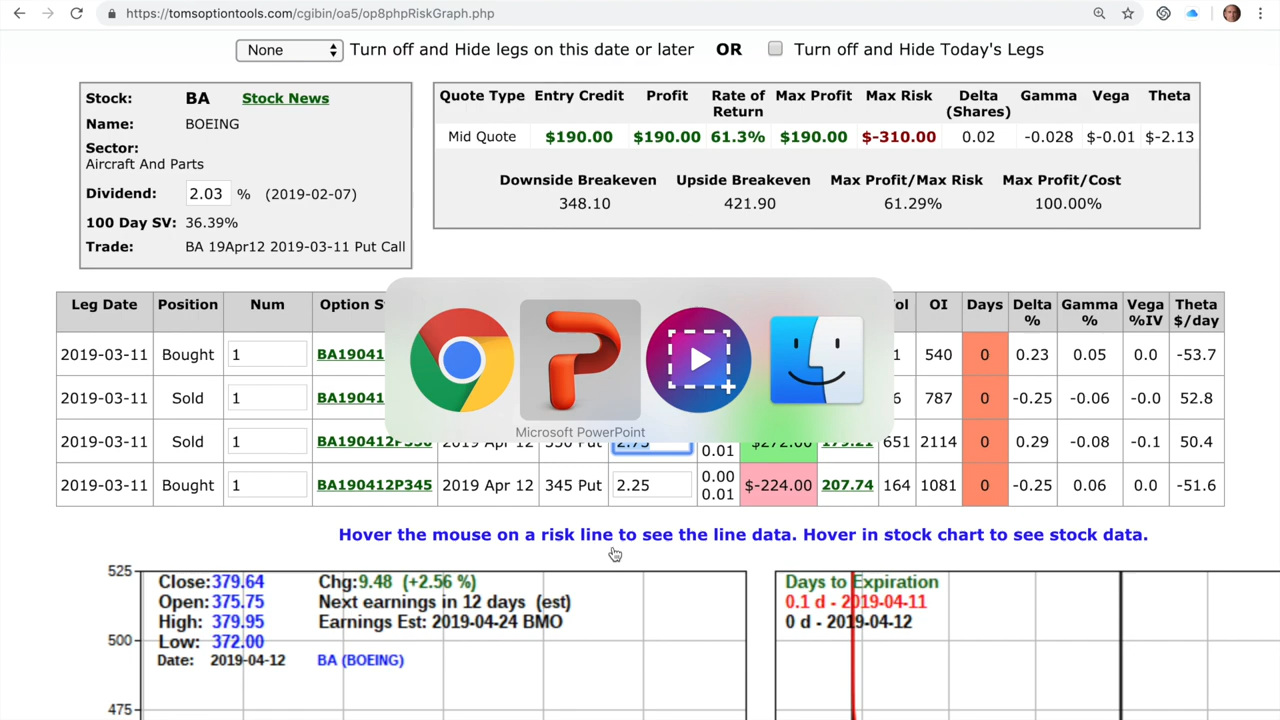 https://tomsoptiontools.com/cgibin/oa5/op8phpRiskGraph.php
None Turn off and Hide legs on this date or later OR Turn off and Hide Today's Legs
Stock: BA Stock News
Name: BOEING
Sector:
Aircraft And Parts
Dividend: 2.03 % (2019-02-07)
100 Day SV: 36.39%
Trade: BA 19Apr12 2019-03-11 Put Call
Quote Type Entry Credit Profit Rate of Return Max Profit Max Risk Delta (Shares) Gamma Vega Theta
Mid Quote $190.00 $190.00 61.3% $190.00 $-310.00 0.02 -0.028 $-0.01 $-2.13
Downside Breakeven Upside Breakeven Max Profit/Max Risk Max Profit/Cost
348.10 421.90 61.29% 100.00%
Leg Date Position Num Option OI Days Delta % Gamma % Vega %IV Theta $/day
2019-03-11 Bought 1 BA19041 540 0 0.23 0.05 0.0 -53.7
2019-03-11 Sold 1 BA19041 787 0 -0.25 -0.06 -0.0 52.8
2019-03-11 Sold 1 BA190412P350 2019 Apr 12 350 Put 2.75 0.01 $272.00 179.21 651 2114 0 0.29 -0.08 -0.1 50.4
2019-03-11 Bought 1 BA190412P345 2019 Apr 12 345 Put 2.25 0.00 0.01 $-224.00 207.74 164 1081 0 -0.25 0.06 0.0 -51.6
Microsoft PowerPoint
Hover the mouse on a risk line to see the line data. Hover in stock chart to see stock data.
525
500
475
Close: 379.64 Chg: 9.48 (+2.56 %)
Open: 375.75 Next earnings in 12 days (est)
High: 379.95 Earnings Est: 2019-04-24 BMO
Low: 372.00
Date: 2019-04-12 BA (BOEING)
Days to Expiration
0.1 d - 2019-04-11
0 d - 2019-04-12